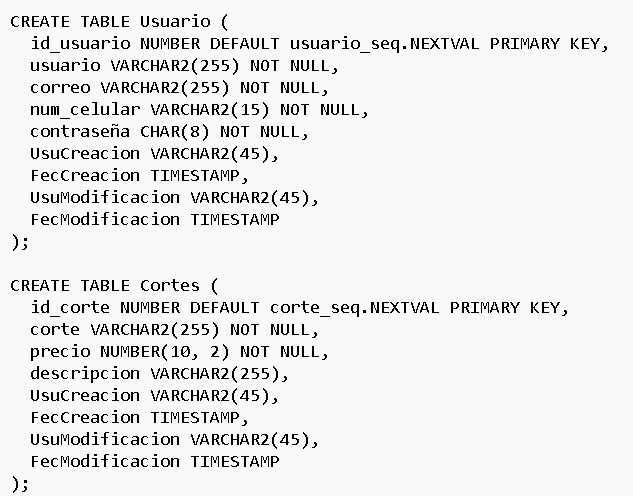 CREATE TABLE Usuario (
  id_usuario NUMBER DEFAULT usuario_seq.NEXTVAL PRIMARY KEY,
  usuario VARCHAR2(255) NOT NULL,
  correo VARCHAR2(255) NOT NULL,
  num_celular VARCHAR2(15) NOT NULL,
  contraseña CHAR(8) NOT NULL,
  UsuCreacion VARCHAR2(45),
  FecCreacion TIMESTAMP,
  UsuModificacion VARCHAR2(45),
  FecModificacion TIMESTAMP
);

CREATE TABLE Cortes (
  id_corte NUMBER DEFAULT corte_seq.NEXTVAL PRIMARY KEY,
  corte VARCHAR2(255) NOT NULL,
  precio NUMBER(10, 2) NOT NULL,
  descripcion VARCHAR2(255),
  UsuCreacion VARCHAR2(45),
  FecCreacion TIMESTAMP,
  UsuModificacion VARCHAR2(45),
  FecModificacion TIMESTAMP
);